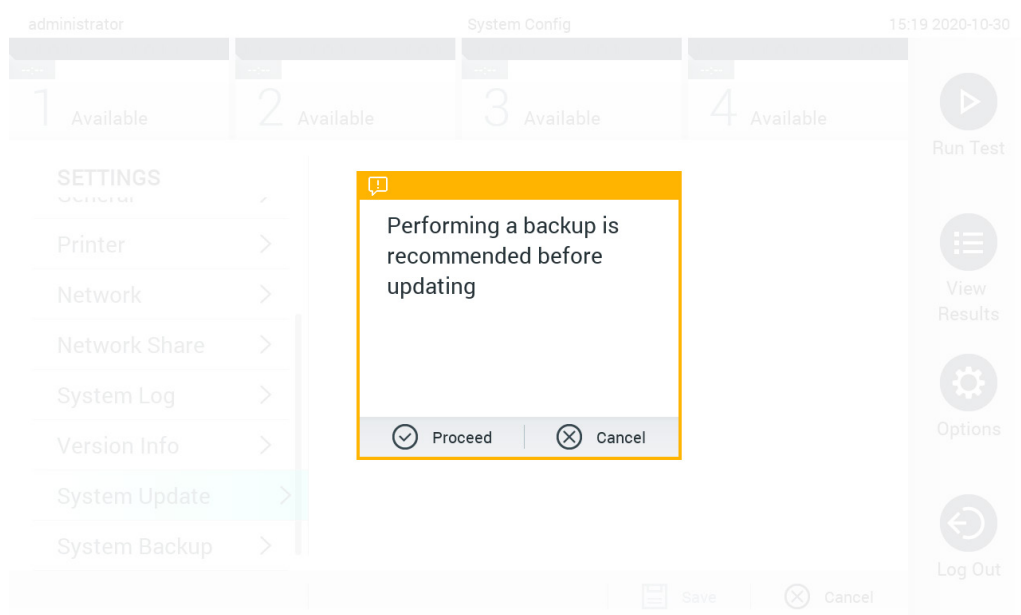 administrator System Config 15:19 2020-10-30
--:-- --:-- --:-- --:--
1 Available 2 Available 3 Available 4 Available
Run Test
SETTINGS
General
Printer
Network
Network Share
System Log
Version Info
System Update
System Backup
Performing a backup is
recommended before
updating
Proceed Cancel
View
Results
Options
Log Out
Save Cancel